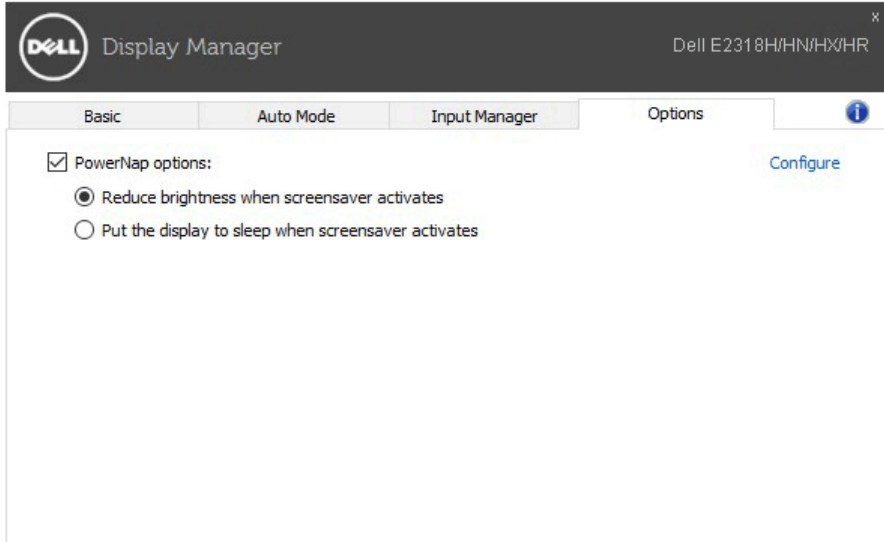 x
DELL Display Manager Dell E2318H/HN/HX/HR
Basic Auto Mode Input Manager Options i
PowerNap options: Configure
Reduce brightness when screensaver activates
Put the display to sleep when screensaver activates